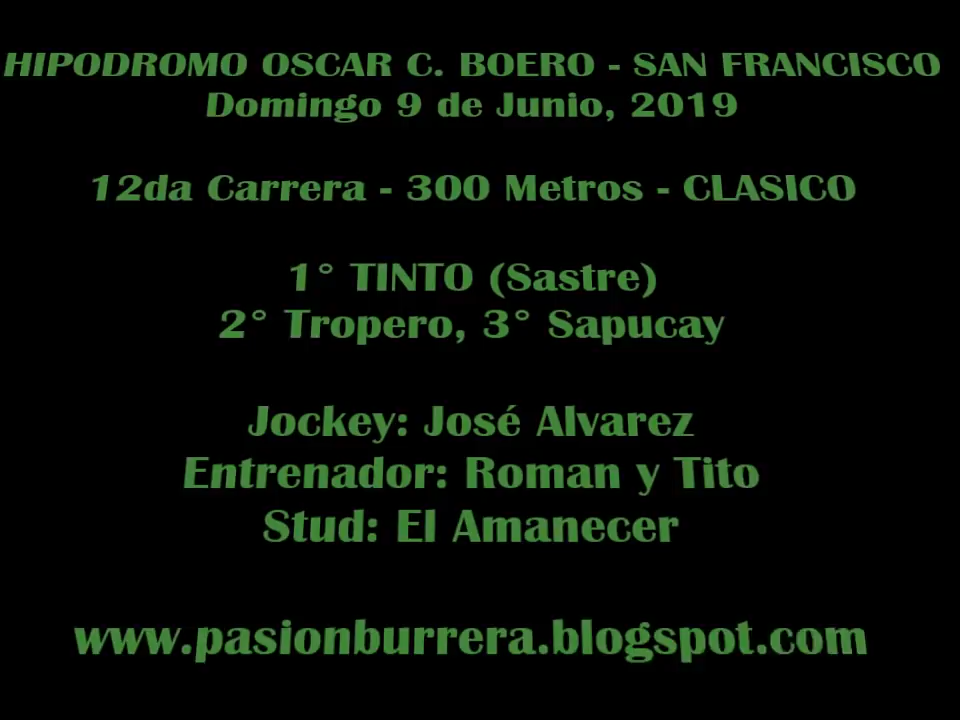 HIPODROMO OSCAR C. BOERO - SAN FRANCISCO
Domingo 9 de Junio, 2019
12da Carrera - 300 Metros - CLASICO
1° TINTO (Sastre)
2° Tropero, 3° Sapucay
Jockey: José Alvarez
Entrenador: Roman y Tito
Stud: El Amanecer
www.pasionburrera.blogspot.com